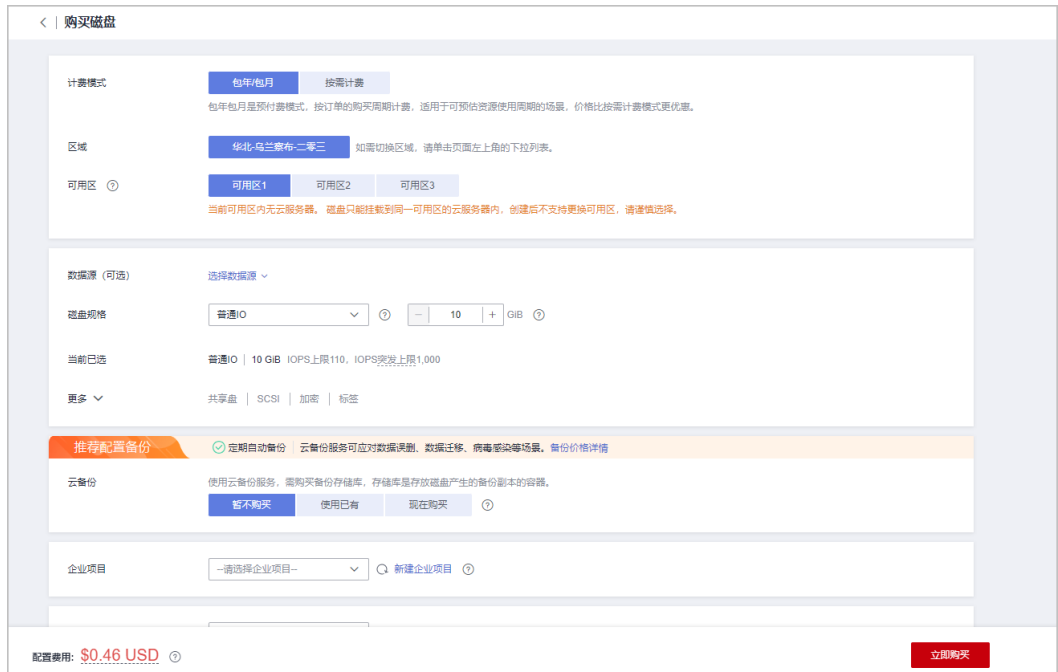 购买磁盘
计费模式 包年/包月 按需计费
包年包月是预付费模式，按订单的购买周期计费，适用于可预估资源使用周期的场景，价格比按需计费模式更优惠。
区域 华北-乌兰察布-二零三 如需切换区域，请单击页面左上角的下拉列表。
可用区 ? 可用区1 可用区2 可用区3
当前可用区内无云服务器。 磁盘只能挂载到同一可用区的云服务器内，创建后不支持更换可用区，请谨慎选择。
数据源（可选） 选择数据源
磁盘规格 普通IO ? − 10 + GiB ?
当前已选 普通IO | 10 GiB IOPS上限110，IOPS突发上限1,000
更多 共享盘 | SCSI | 加密 | 标签
推荐配置备份 定期自动备份 | 云备份服务可应对数据误删、数据迁移、病毒感染等场景。备份价格详情
云备份 使用云备份服务，需购买备份存储库，存储库是存放磁盘产生的备份副本的容器。
暂不购买 使用已有 现在购买 ?
企业项目 --请选择企业项目-- 新建企业项目 ?
配置费用: $0.46 USD ? 立即购买